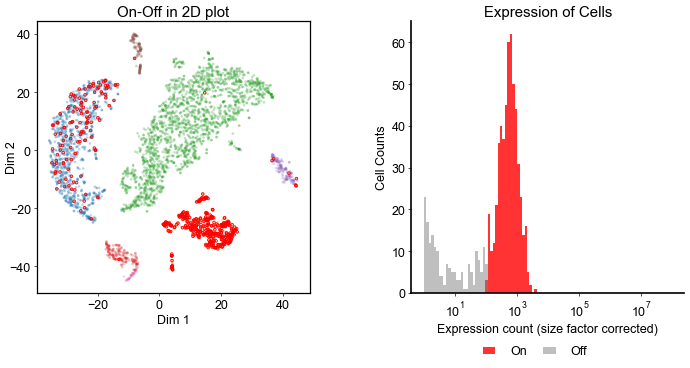 On-Off in 2D plot
40
20
0
−20
−40
−20
0
20
40
Dim 2
Dim 1
Expression of Cells
60
50
40
30
20
10
0
10^1
10^3
10^5
10^7
Cell Counts
Expression count (size factor corrected)
On
Off